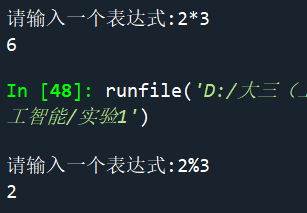 请输入一个表达式:2*3
6
In [48]: runfile('D:/大三（
工智能/实验1')
请输入一个表达式:2%3
2